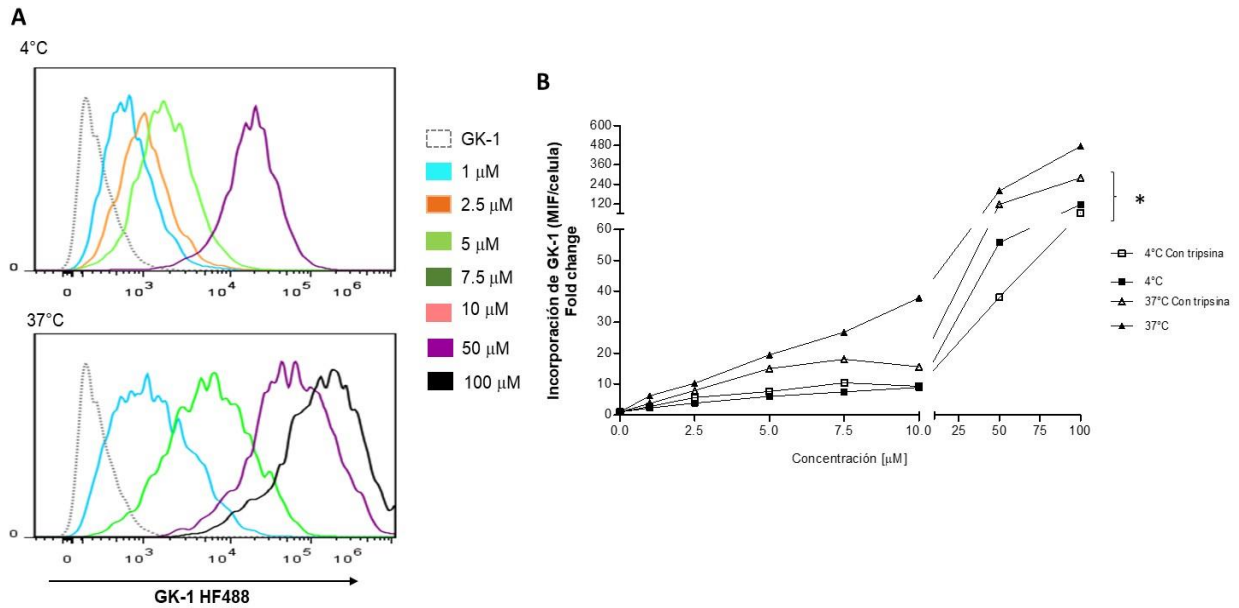 A
4°C
0
0 10³ 10⁴ 10⁵ 10⁶
37°C
0
0 10³ 10⁴ 10⁵ 10⁶
GK-1 HF488
GK-1
1 µM
2.5 µM
5 µM
7.5 µM
10 µM
50 µM
100 µM
B
Incorporación de GK-1 (MIF/celula)
Fold change
600
480
360
240
120
60
50
40
30
20
10
0
0.0 2.5 5.0 7.5 10.0 25 50 75 100
Concentración [µM]
*
4°C Con tripsina
4°C
37°C Con tripsina
37°C